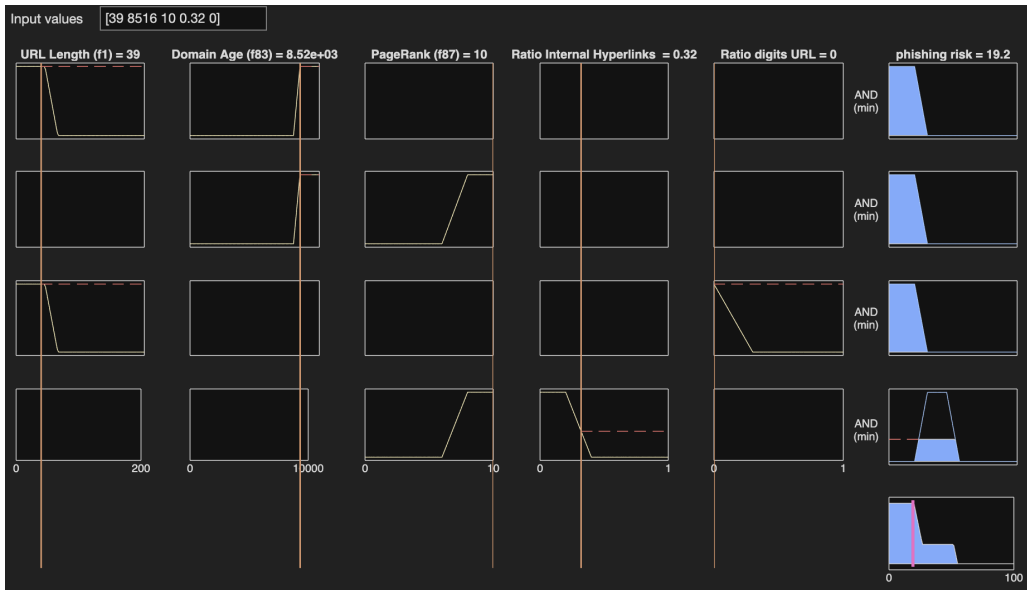 Input values [39 8516 10 0.32 0]
URL Length (f1) = 39 Domain Age (f83) = 8.52e+03 PageRank (f87) = 10 Ratio Internal Hyperlinks = 0.32 Ratio digits URL = 0 phishing risk = 19.2
AND
(min)
AND
(min)
AND
(min)
AND
(min)
0 200 0 10000 0 10 0 1 0 1
0 100